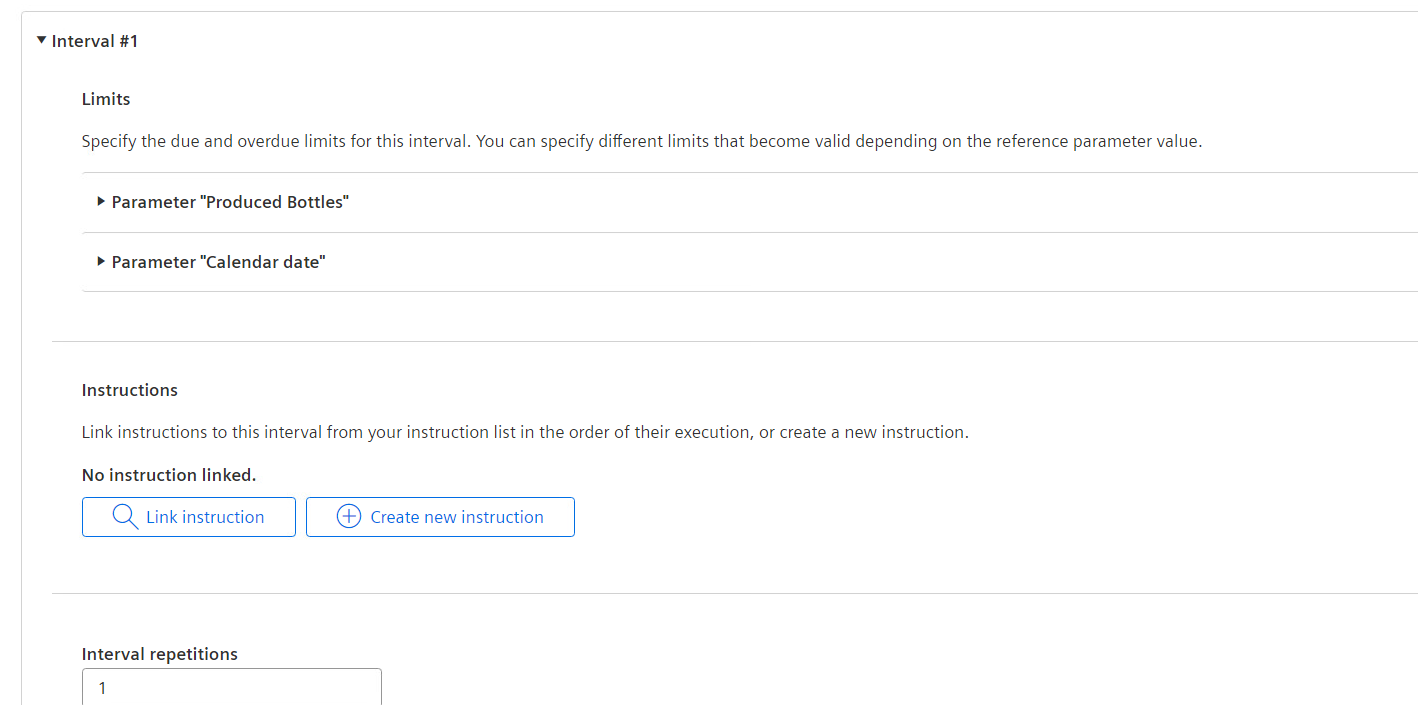 Interval #1
Limits
Specify the due and overdue limits for this interval. You can specify different limits that become valid depending on the reference parameter value.
Parameter "Produced Bottles"
Parameter "Calendar date"
Instructions
Link instructions to this interval from your instruction list in the order of their execution, or create a new instruction.
No instruction linked.
Link instruction
Create new instruction
Interval repetitions
1